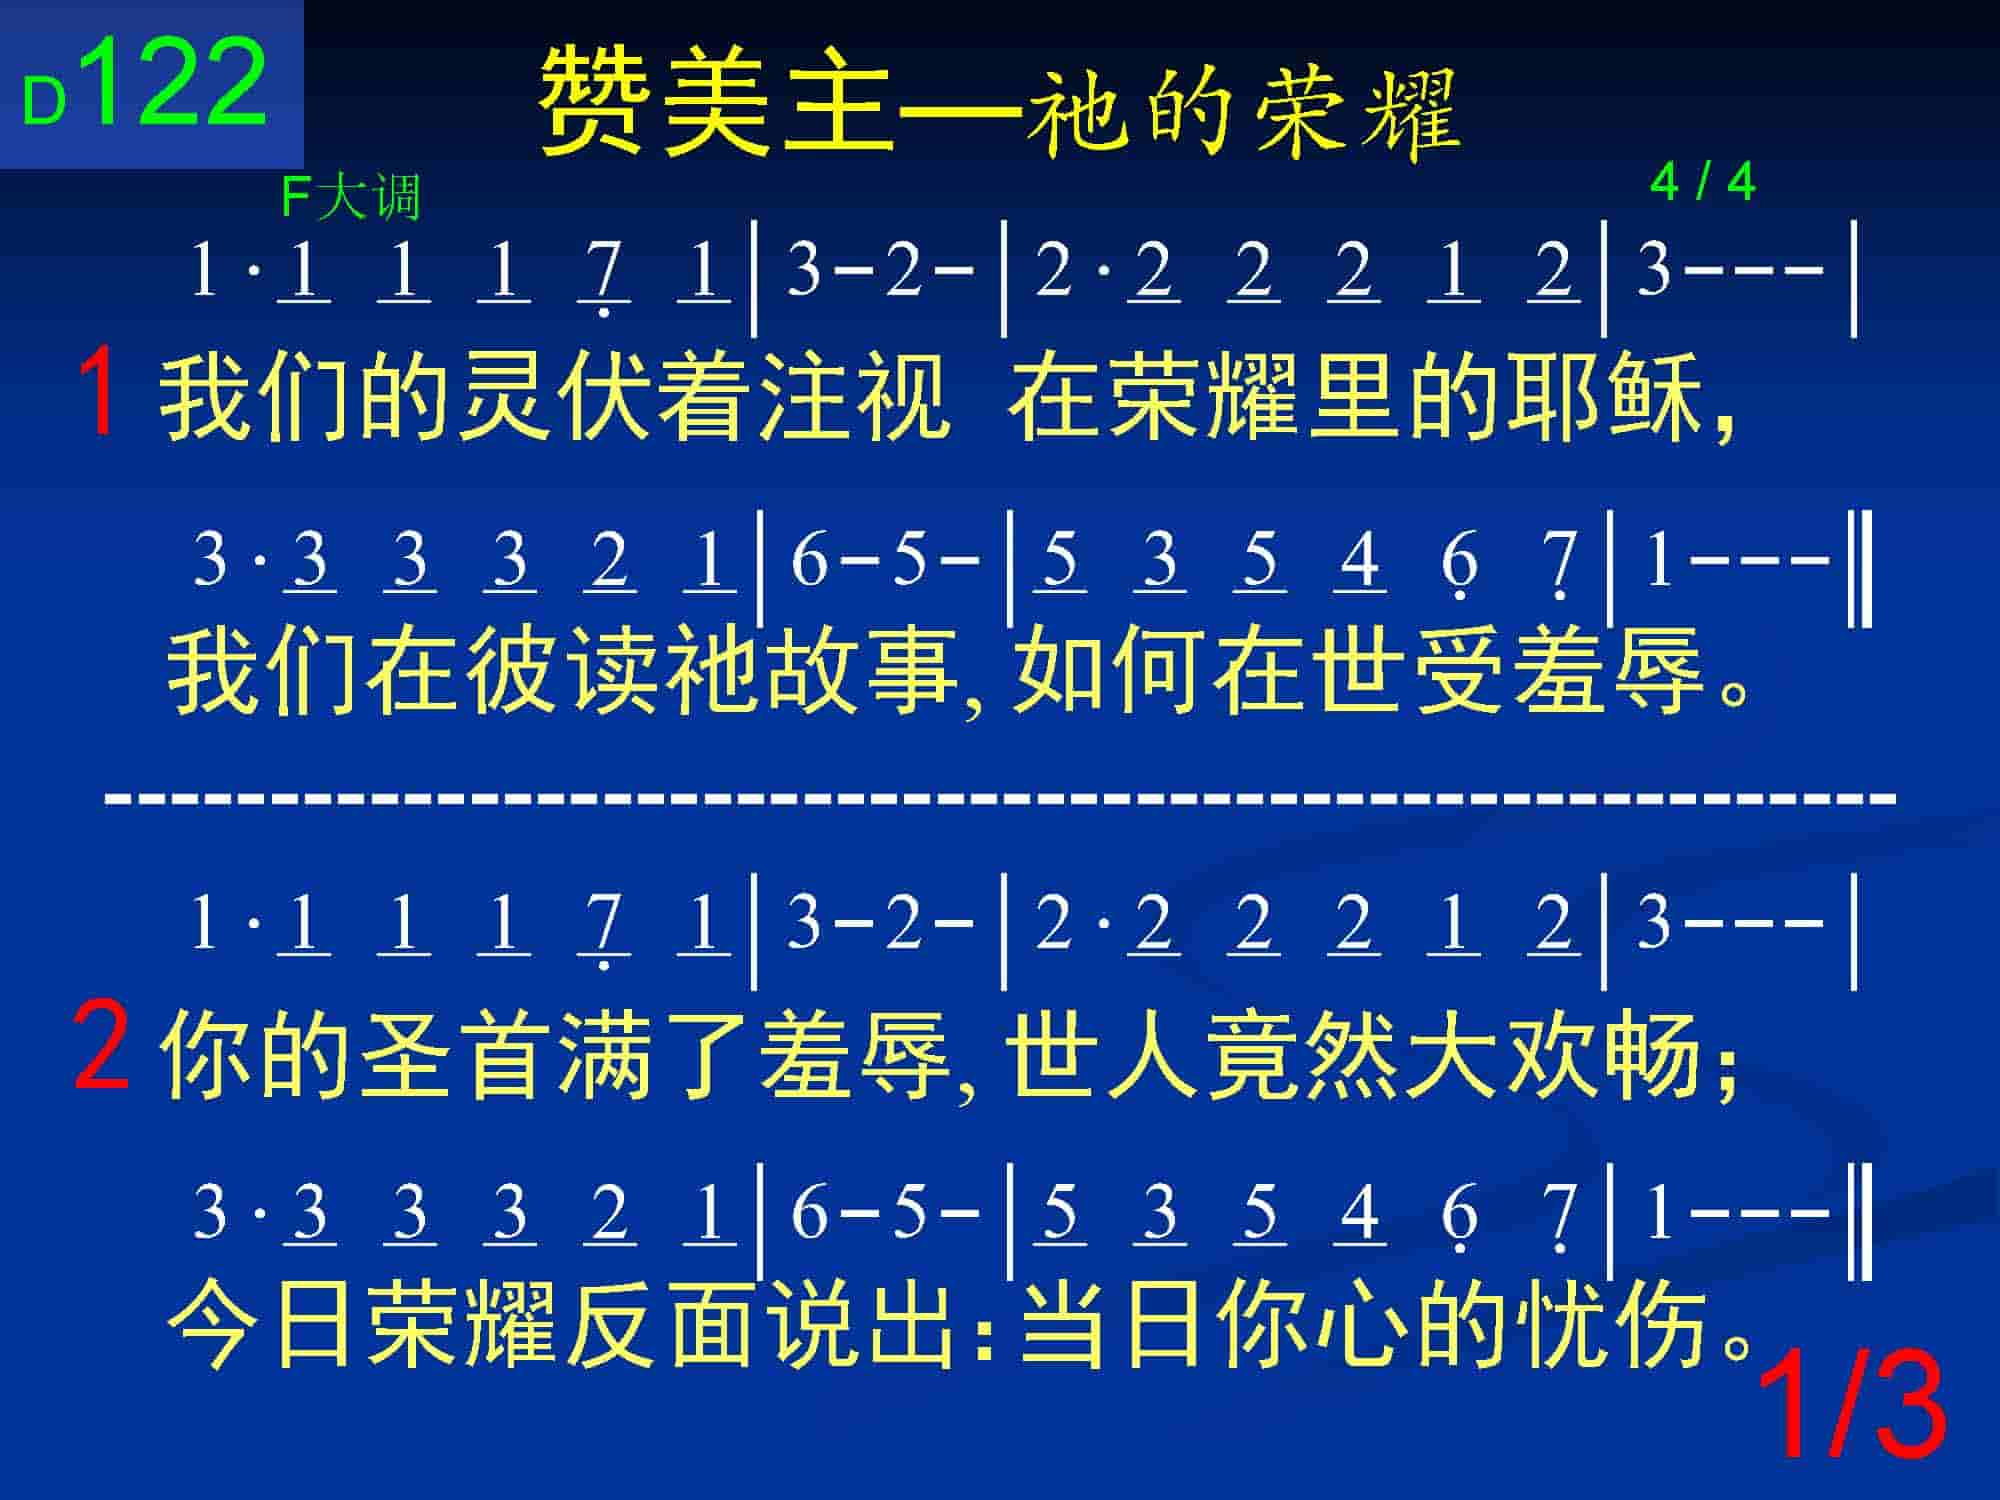 D122
赞美主—祂的荣耀
F大调 4/4
1·1 1 1 7̣ 1|3-2-|2·2 2 2 1 2|3---|
1 我们的灵伏着注视 在荣耀里的耶稣，
3·3 3 3 2 1|6-5-|5 3 5 4 6̣ 7̣|1---‖
我们在彼读祂故事，如何在世受羞辱。
1·1 1 1 7̣ 1|3-2-|2·2 2 2 1 2|3---|
2 你的圣首满了羞辱，世人竟然大欢畅；
3·3 3 3 2 1|6-5-|5 3 5 4 6̣ 7̣|1---‖
今日荣耀反面说出：当日你心的忧伤。
1/3